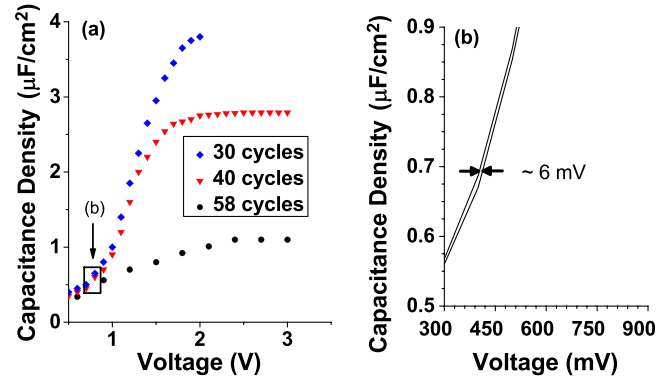 (a)
Capacitance Density (μF/cm²)
4
3
2
1
0
30 cycles
40 cycles
58 cycles
(b)
1
2
3
Voltage (V)
(b)
Capacitance Density (μF/cm²)
0.9
0.8
0.7
0.6
0.5
~ 6 mV
300
450
600
750
900
Voltage (mV)